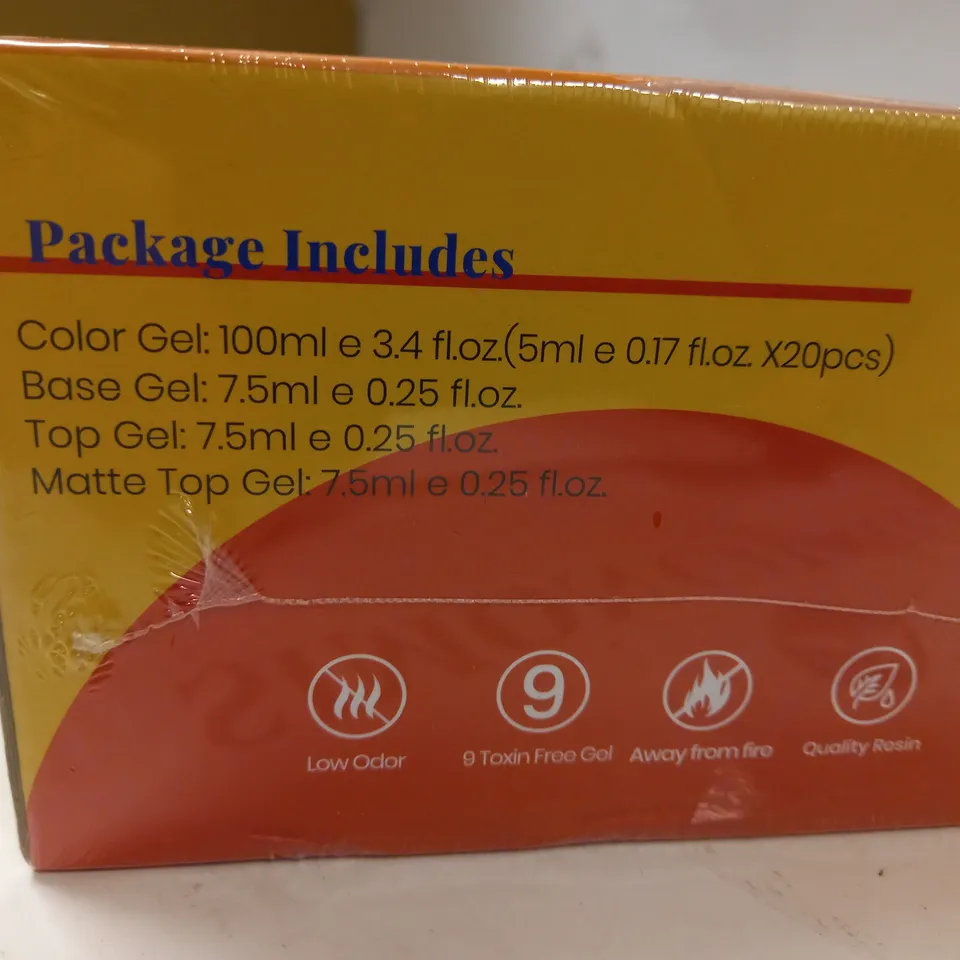 Package Includes
Color Gel: 100ml e 3.4 fl.oz.(5ml e 0.17 fl.oz. X20pcs)
Base Gel: 7.5ml e 0.25 fl.oz.
Top Gel: 7.5ml e 0.25 fl.oz.
Matte Top Gel: 7.5ml e 0.25 fl.oz.
9
Low Odor
9 Toxin Free Gel
Away from fire
Quality Resin